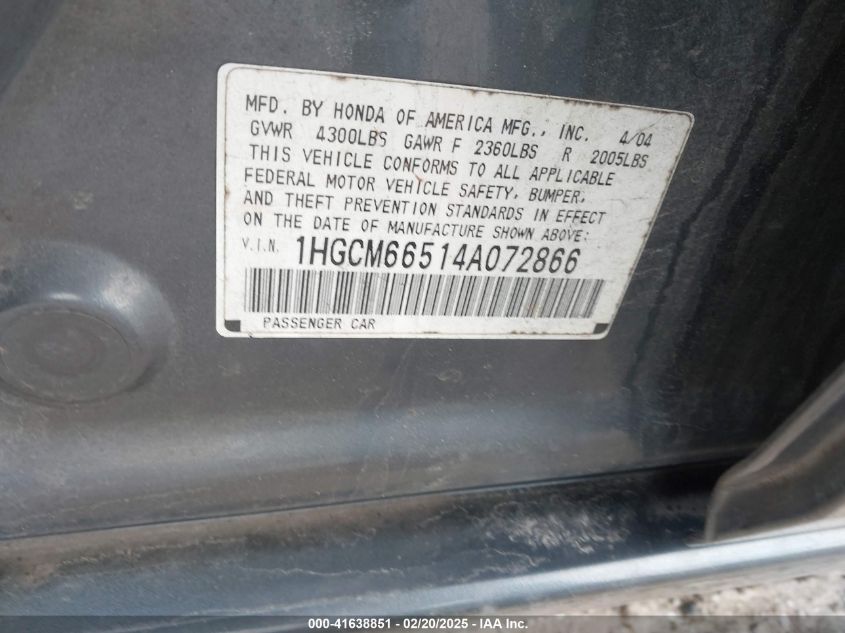 MFD. BY HONDA OF AMERICA MFG., INC. 4/04
GVWR 4300LBS GAWR F 2360LBS R 2005LBS
THIS VEHICLE CONFORMS TO ALL APPLICABLE
FEDERAL MOTOR VEHICLE SAFETY, BUMPER,
AND THEFT PREVENTION STANDARDS IN EFFECT
ON THE DATE OF MANUFACTURE SHOWN ABOVE:
V.I.N. 1HGCM66514A072866
PASSENGER CAR
000-41638851 - 02/20/2025 - IAA Inc.